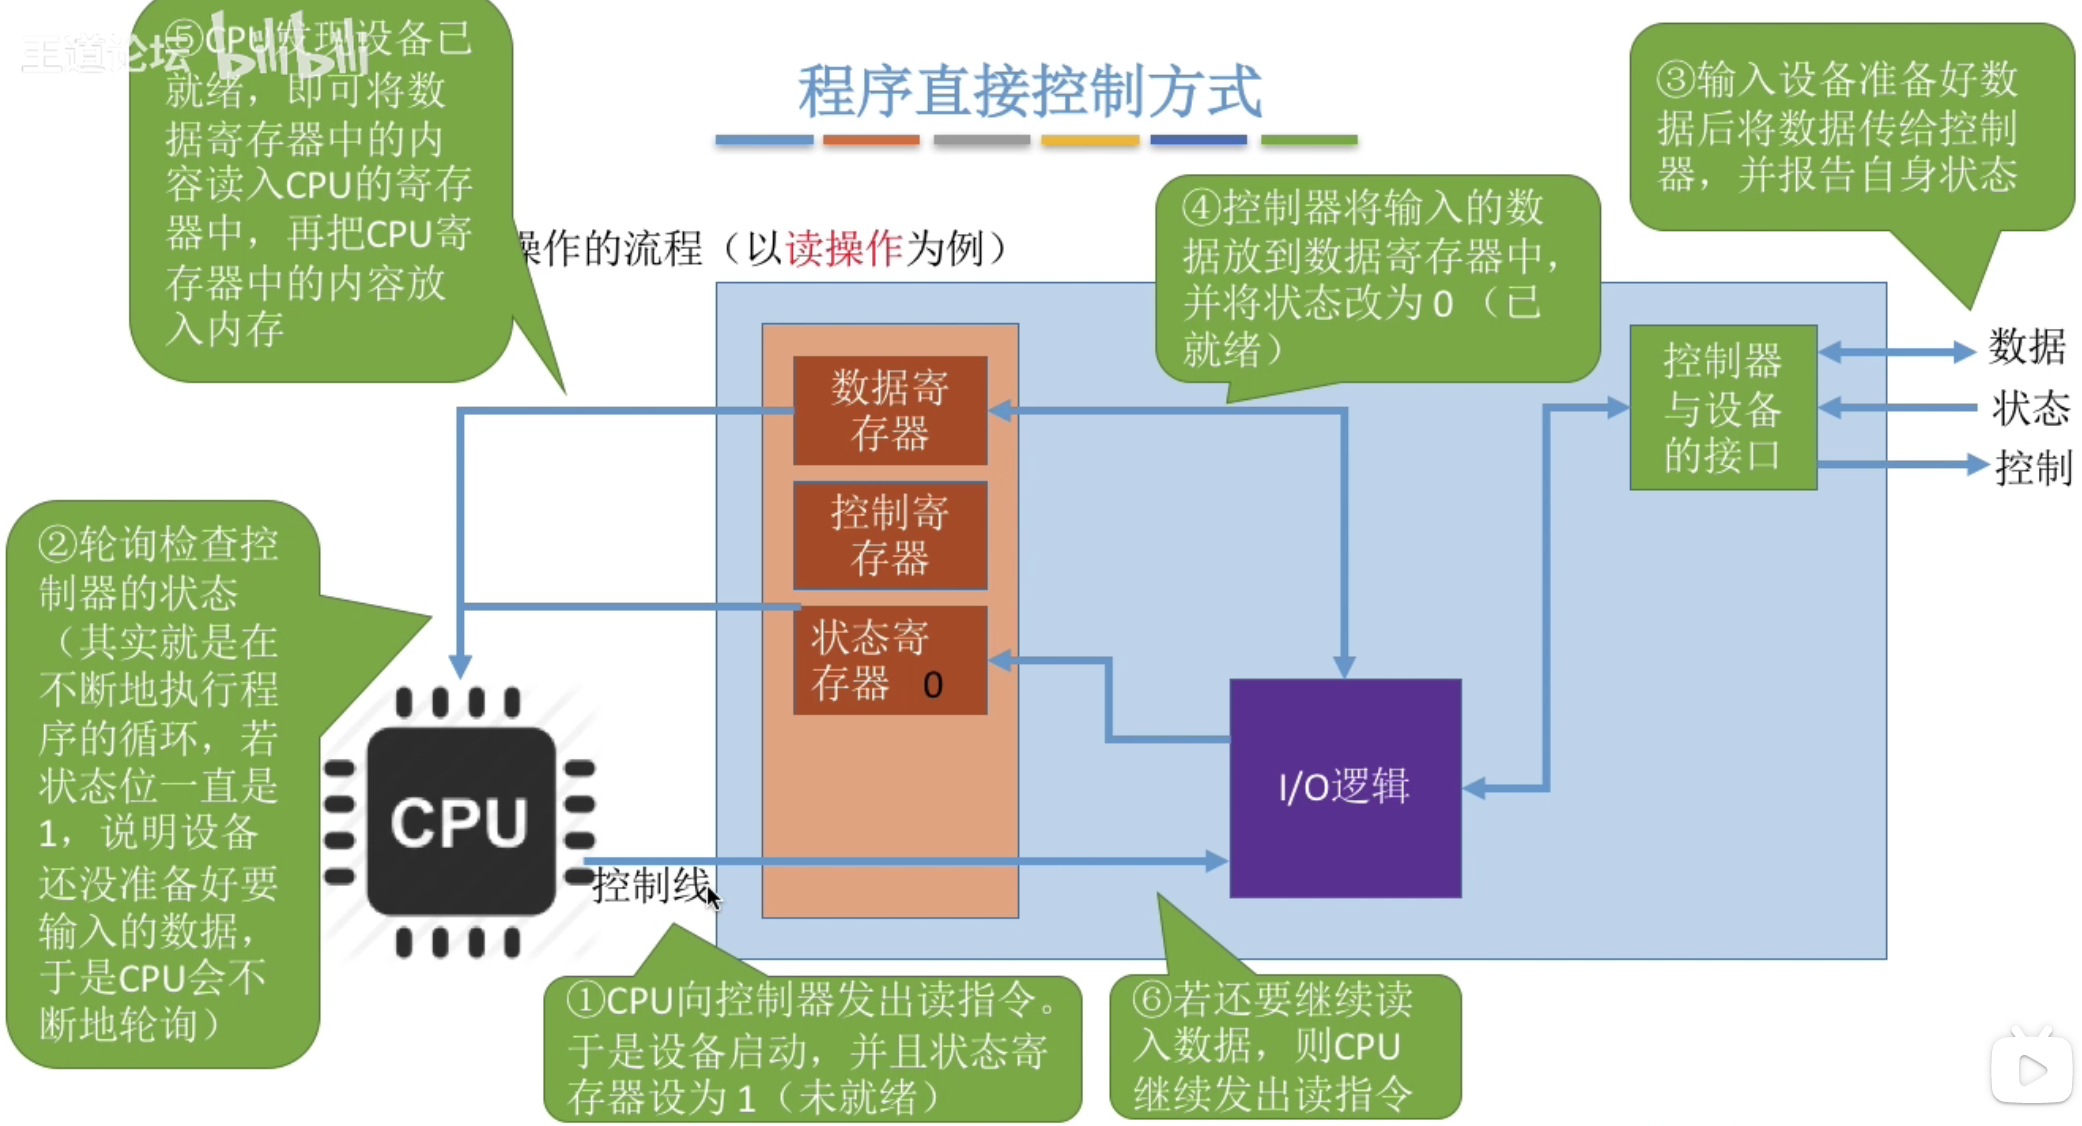 王道论坛
bilibili
程序直接控制方式
操作的流程（以读操作为例）
⑤CPU发现设备已
就绪，即可将数
据寄存器中的内
容读入CPU的寄存
器中，再把CPU寄
存器中的内容放
入内存
④控制器将输入的数
据放到数据寄存器中，
并将状态改为 0 （已
就绪）
③输入设备准备好数
据后将数据传给控制
器，并报告自身状态
数据寄
存器
控制寄
存器
状态寄
存器 0
控制器
与设备
的接口
数据
状态
控制
②轮询检查控
制器的状态
（其实就是在
不断地执行程
序的循环，若
状态位一直是
1，说明设备
还没准备好要
输入的数据，
于是CPU会不
断地轮询）
CPU
控制线
I/O逻辑
①CPU向控制器发出读指令。
于是设备启动，并且状态寄
存器设为 1（未就绪）
⑥若还要继续读
入数据，则CPU
继续发出读指令